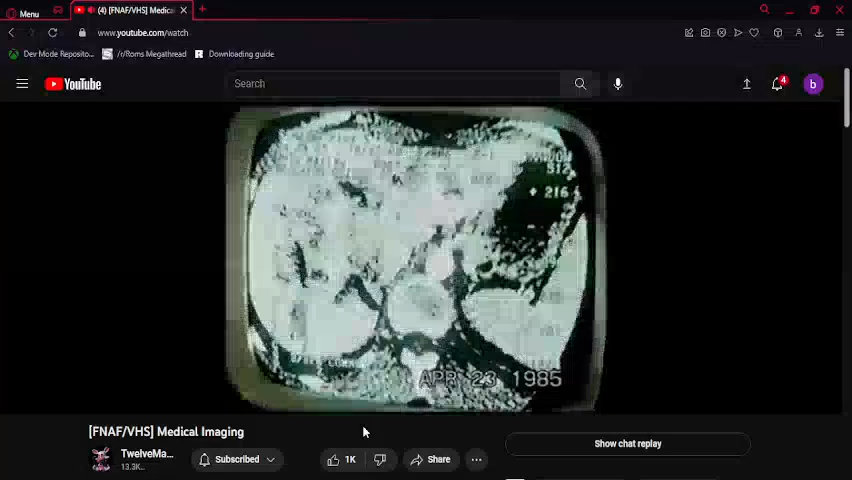 Menu
(4) [FNAF/VHS] Medica
www.youtube.com/watch
Dev Mode Reposito...
/r/Roms Megathread
Downloading guide
YouTube
Search
4
b
512
+ 216
APR 23 1985
[FNAF/VHS] Medical Imaging
TwelveMa...
13.3K..
Subscribed
1K
Share
Show chat replay